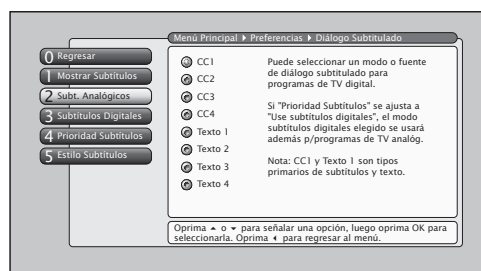 Menú Principal ▶ Preferencias ▶ Diálogo Subtitulado
0 Regresar
1 Mostrar Subtítulos
2 Subt. Analógicos
3 Subtítulos Digitales
4 Prioridad Subtítulos
5 Estilo Subtítulos
CC1
CC2
CC3
CC4
Texto 1
Texto 2
Texto 3
Texto 4
Puede seleccionar un modo o fuente
de diálogo subtitulado para
programas de TV digital.
Si "Prioridad Subtítulos" se ajusta a
"Use subtítulos digitales", el modo
subtítulos digitales elegido se usará
además p/programas de TV analóg.
Nota: CC1 y Texto 1 son tipos
primarios de subtítulos y texto.
Oprima ▲ o ▼ para señalar una opción, luego oprima OK para
seleccionarla. Oprima ◀ para regresar al menú.